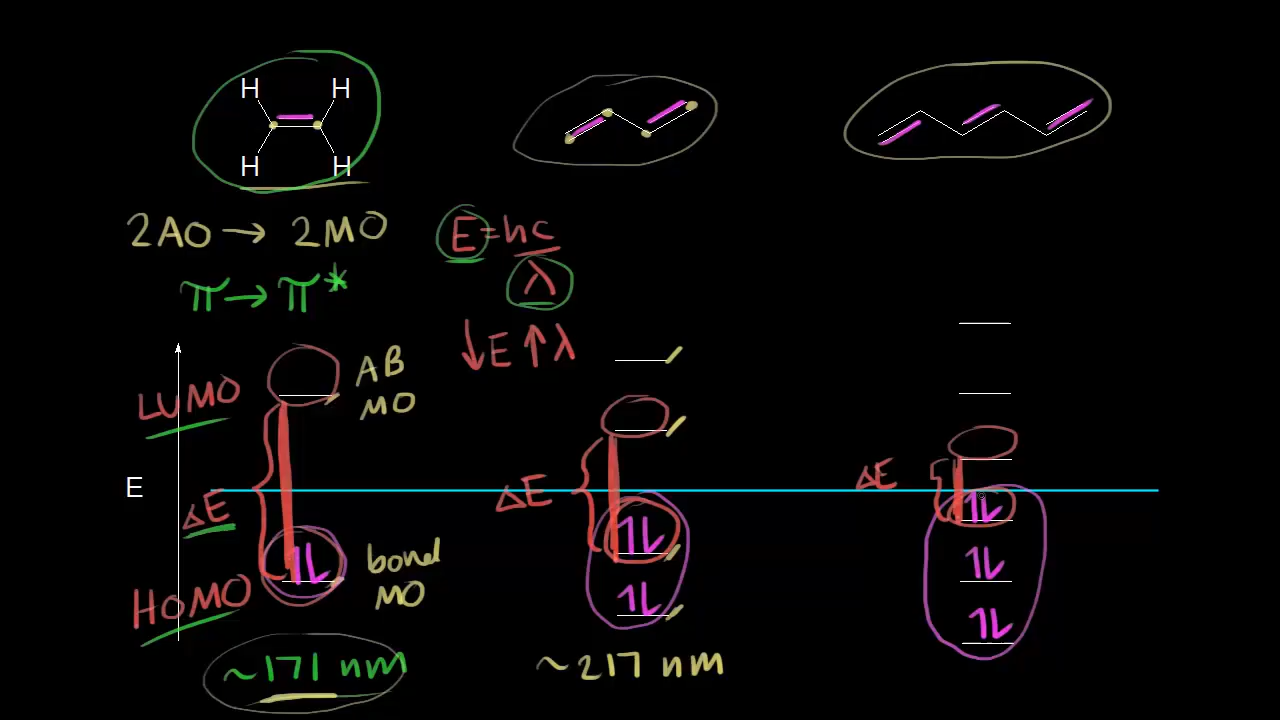 H H
H H
2AO → 2MO
π → π*
E = hc/λ
↓E ↑λ
LUMO
AB
MO
E
ΔE
ΔE
ΔE
HOMO
bond
MO
~171 nm
~217 nm